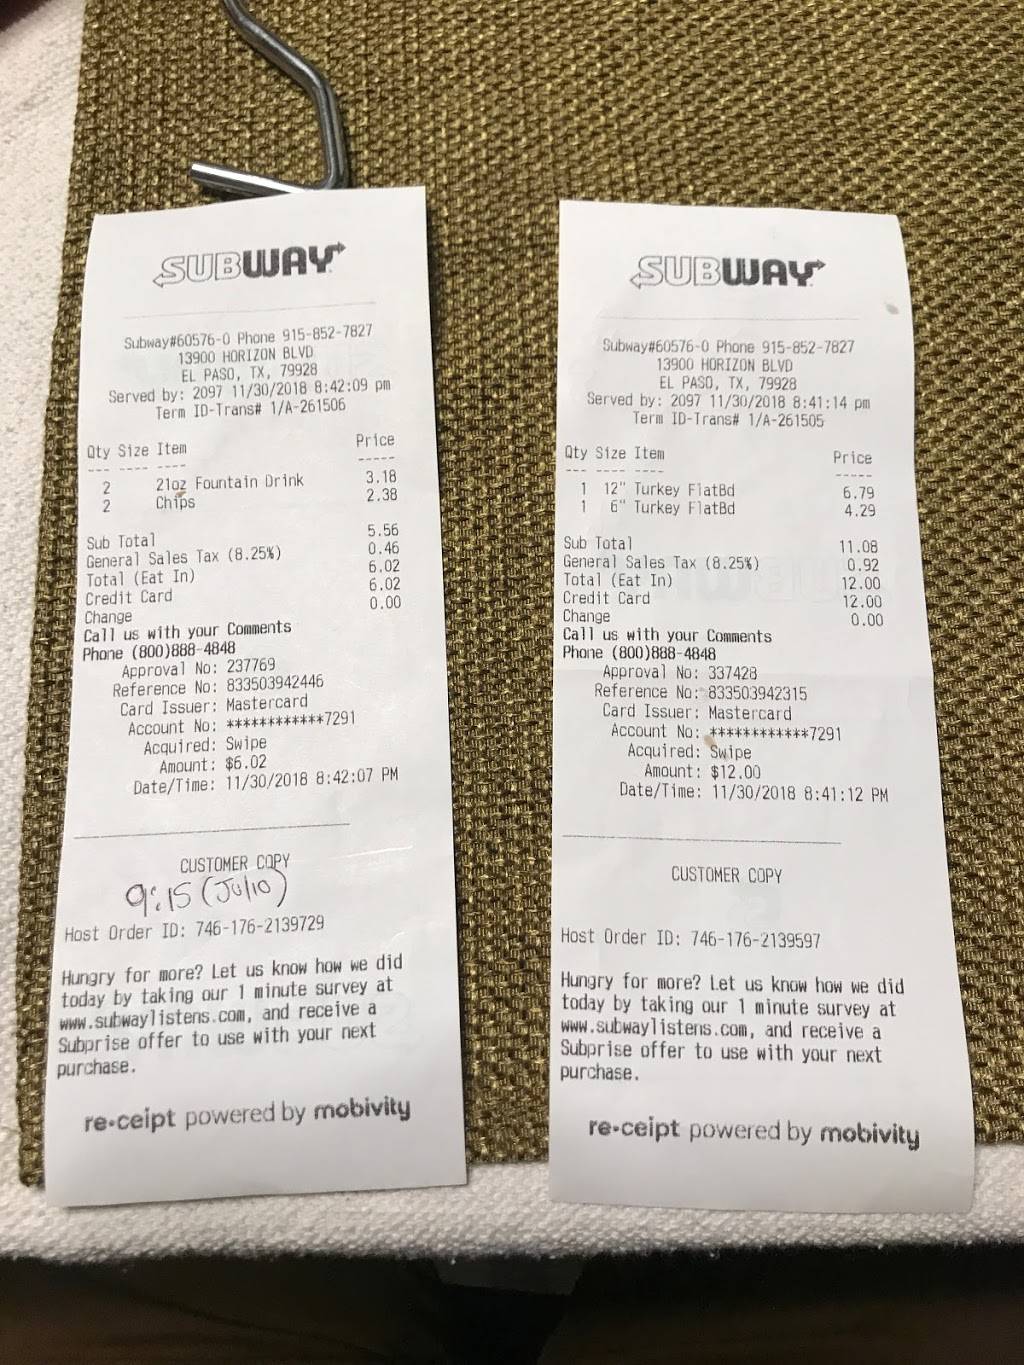 SUBWAY
Subway#60576-0 Phone 915-852-7827
13900 HORIZON BLVD
EL PASO, TX, 79928
Served by: 2097 11/30/2018 8:42:09 pm
Term ID-Trans# 1/A-261506
Qty Size Item Price
--- ---- ---- -----
2 21oz Fountain Drink 3.18
2 Chips 2.38
Sub Total 5.56
General Sales Tax (8.25%) 0.46
Total (Eat In) 6.02
Credit Card 6.02
Change 0.00
Call us with your Comments
Phone (800)888-4848
Approval No: 237769
Reference No: 833503942446
Card Issuer: Mastercard
Account No: ************7291
Acquired: Swipe
Amount: $6.02
Date/Time: 11/30/2018 8:42:07 PM
CUSTOMER COPY
9:15 (Julio)
Host Order ID: 746-176-2139729
Hungry for more? Let us know how we did
today by taking our 1 minute survey at
www.subwaylistens.com, and receive a
Subprise offer to use with your next
purchase.
re•ceipt powered by mobivity
SUBWAY
Subway#60576-0 Phone 915-852-7827
13900 HORIZON BLVD
EL PASO, TX, 79928
Served by: 2097 11/30/2018 8:41:14 pm
Term ID-Trans# 1/A-261505
Qty Size Item Price
--- ---- ---- -----
1 12" Turkey FlatBd 6.79
1 6" Turkey FlatBd 4.29
Sub Total 11.08
General Sales Tax (8.25%) 0.92
Total (Eat In) 12.00
Credit Card 12.00
Change 0.00
Call us with your Comments
Phone (800)888-4848
Approval No: 337428
Reference No: 833503942315
Card Issuer: Mastercard
Account No: ************7291
Acquired: Swipe
Amount: $12.00
Date/Time: 11/30/2018 8:41:12 PM
CUSTOMER COPY
Host Order ID: 746-176-2139597
Hungry for more? Let us know how we did
today by taking our 1 minute survey at
www.subwaylistens.com, and receive a
Subprise offer to use with your next
purchase.
re•ceipt powered by mobivity